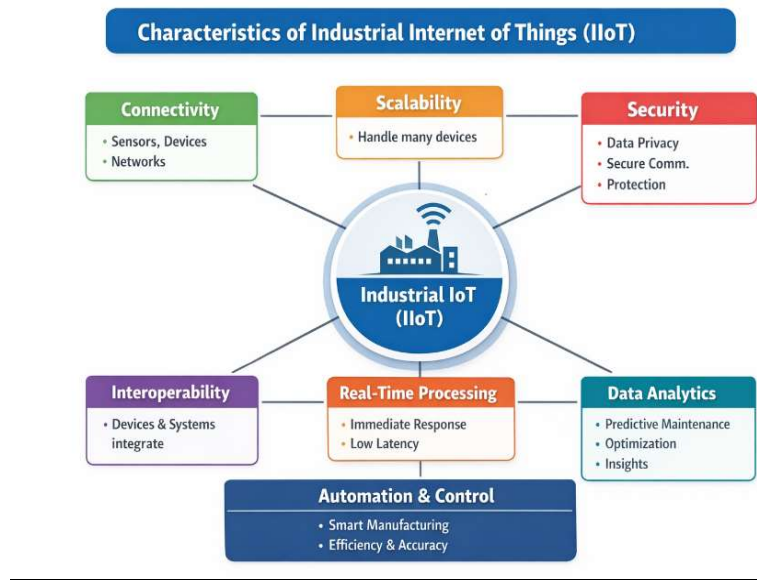 Characteristics of Industrial Internet of Things (IIoT)
Connectivity
• Sensors, Devices
• Networks
Scalability
• Handle many devices
Security
• Data Privacy
• Secure Comm.
• Protection
Industrial IoT
(IIoT)
Interoperability
• Devices & Systems
integrate
Real-Time Processing
• Immediate Response
• Low Latency
Data Analytics
• Predictive Maintenance
• Optimization
• Insights
Automation & Control
• Smart Manufacturing
• Efficiency & Accuracy